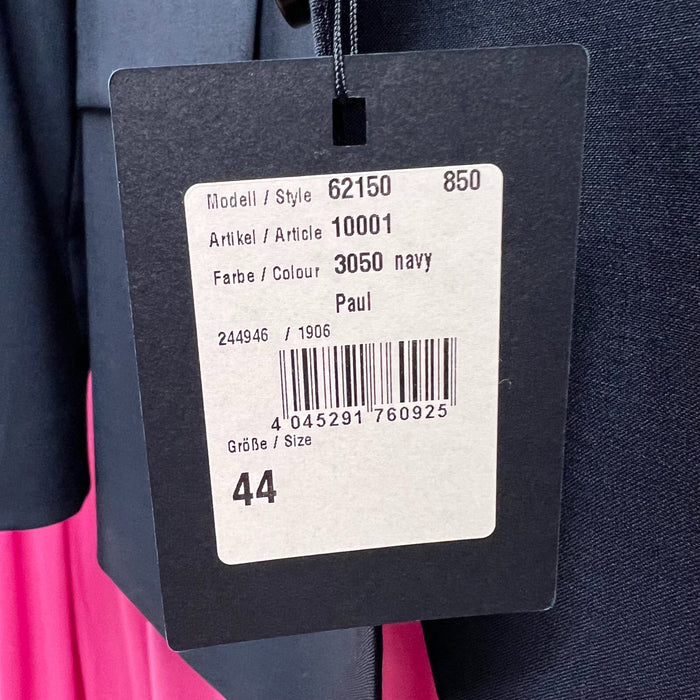 Modell / Style 62150 850
Artikel / Article 10001
Farbe / Colour 3050 navy
Paul
244946 / 1906
4 045291 760925
Größe / Size
44